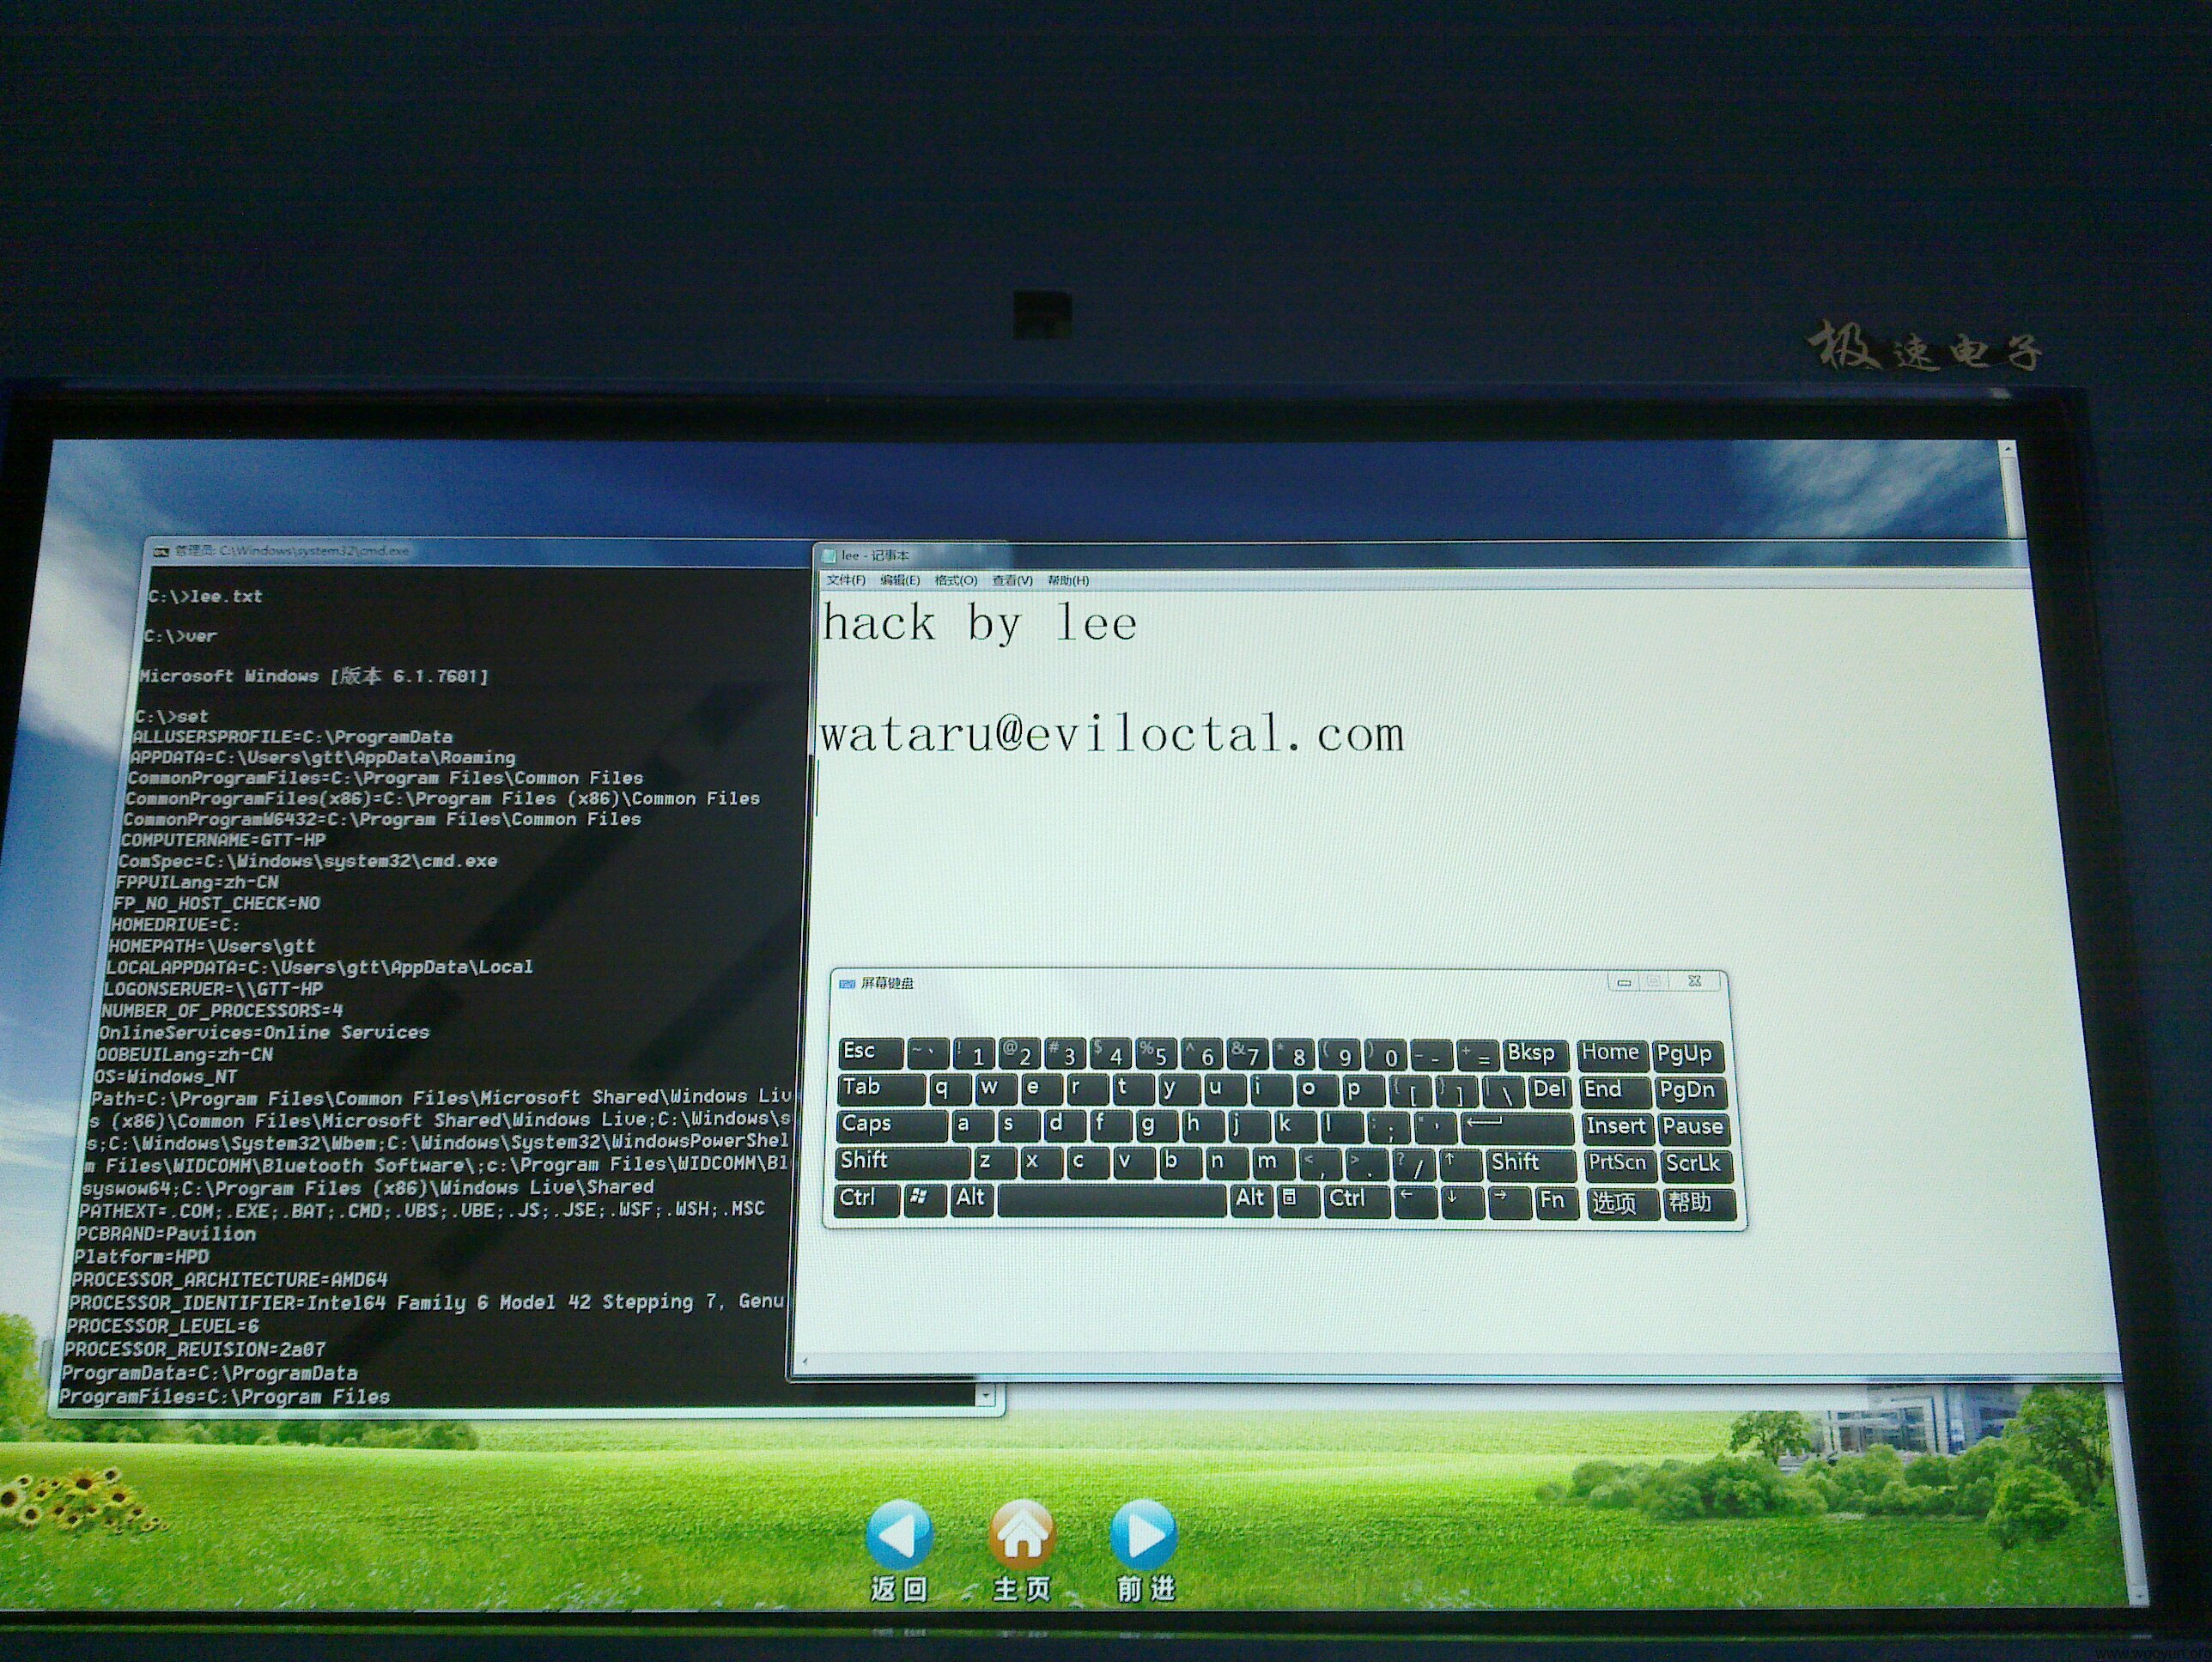 极速电子
管理员: C:\Windows\system32\cmd.exe
C:\>lee.txt
C:\>ver
Microsoft Windows [版本 6.1.7601]
C:\>set
ALLUSERSPROFILE=C:\ProgramData
APPDATA=C:\Users\gtt\AppData\Roaming
CommonProgramFiles=C:\Program Files\Common Files
CommonProgramFiles(x86)=C:\Program Files (x86)\Common Files
CommonProgramW6432=C:\Program Files\Common Files
COMPUTERNAME=GTT-HP
ComSpec=C:\Windows\system32\cmd.exe
FPPUILang=zh-CN
FP_NO_HOST_CHECK=NO
HOMEDRIVE=C:
HOMEPATH=\Users\gtt
LOCALAPPDATA=C:\Users\gtt\AppData\Local
LOGONSERVER=\\GTT-HP
NUMBER_OF_PROCESSORS=4
OnlineServices=Online Services
OOBEUILang=zh-CN
OS=Windows_NT
Path=C:\Program Files\Common Files\Microsoft Shared\Windows Liv
s (x86)\Common Files\Microsoft Shared\Windows Live;C:\Windows\s
s;C:\Windows\System32\Wbem;C:\Windows\System32\WindowsPowerShel
m Files\WIDCOMM\Bluetooth Software\;c:\Program Files\WIDCOMM\Bl
syswow64;C:\Program Files (x86)\Windows Live\Shared
PATHEXT=.COM;.EXE;.BAT;.CMD;.VBS;.VBE;.JS;.JSE;.WSF;.WSH;.MSC
PCBRAND=Pavilion
Platform=HPD
PROCESSOR_ARCHITECTURE=AMD64
PROCESSOR_IDENTIFIER=Intel64 Family 6 Model 42 Stepping 7, Genu
PROCESSOR_LEVEL=6
PROCESSOR_REVISION=2a07
ProgramData=C:\ProgramData
ProgramFiles=C:\Program Files
lee - 记事本
文件(F) 编辑(E) 格式(O) 查看(V) 帮助(H)
hack by lee
wataru@eviloctal.com
屏幕键盘
Esc ~ ` ! 1 @ 2 # 3 $ 4 % 5 ^ 6 & 7 * 8 ( 9 ) 0 _ - + = Bksp Home PgUp
Tab q w e r t y u i o p { [ } ] | \ Del End PgDn
Caps a s d f g h j k l : ; " ' Insert Pause
Shift z x c v b n m < , > . ? / ↑ Shift PrtScn ScrLk
Ctrl Alt Alt Ctrl ← ↓ → Fn 选项 帮助
返回 主页 前进